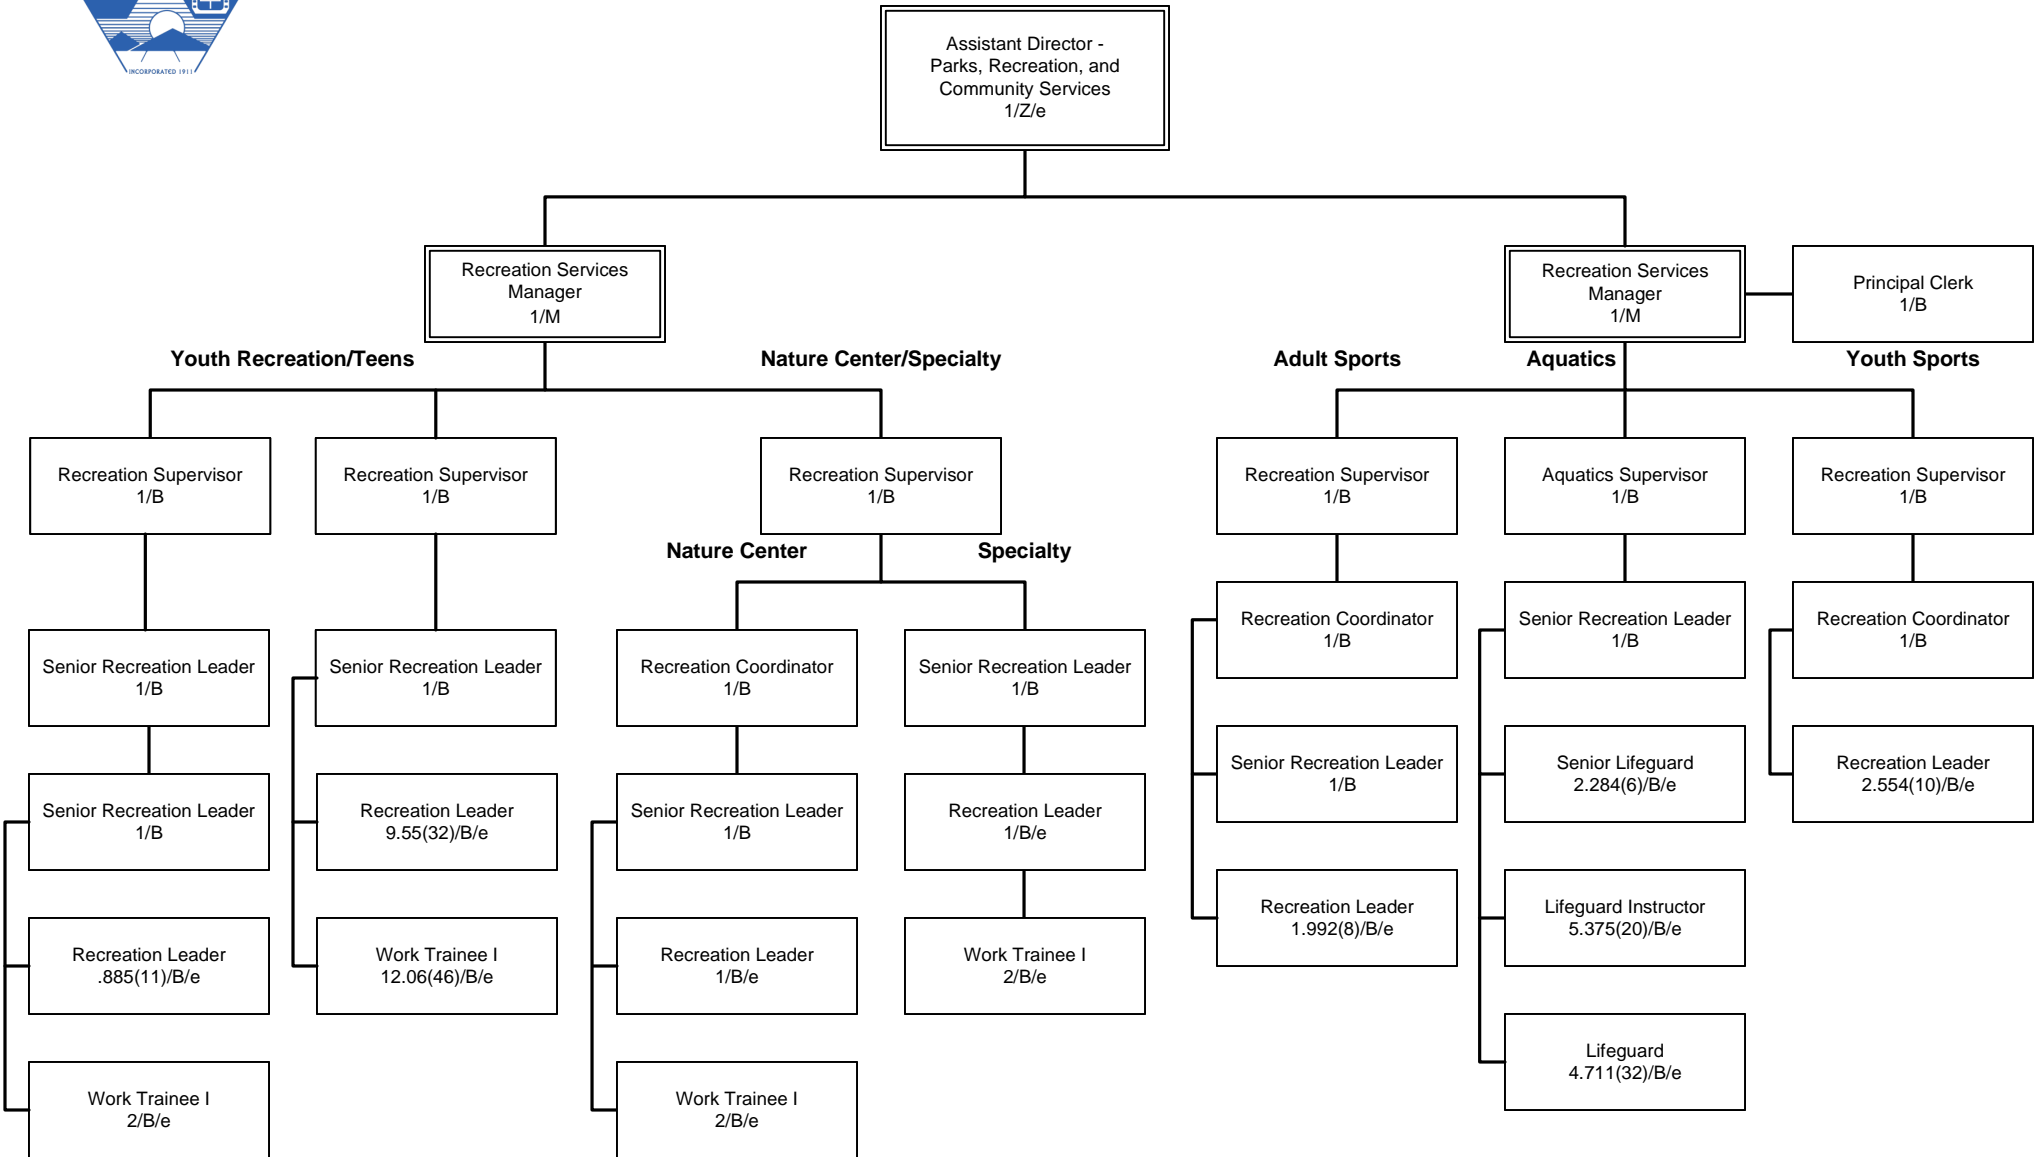 INCORPORATED 1911
Assistant Director -
Parks, Recreation, and
Community Services
1/Z/e
Recreation Services
Manager
1/M
Recreation Services
Manager
1/M
Principal Clerk
1/B
Youth Recreation/Teens
Nature Center/Specialty
Adult Sports
Aquatics
Youth Sports
Recreation Supervisor
1/B
Recreation Supervisor
1/B
Recreation Supervisor
1/B
Recreation Supervisor
1/B
Aquatics Supervisor
1/B
Recreation Supervisor
1/B
Nature Center
Specialty
Recreation Coordinator
1/B
Senior Recreation Leader
1/B
Recreation Coordinator
1/B
Senior Recreation Leader
1/B
Senior Recreation Leader
1/B
Recreation Coordinator
1/B
Senior Recreation Leader
1/B
Senior Recreation Leader
1/B
Senior Lifeguard
2.284(6)/B/e
Recreation Leader
2.554(10)/B/e
Senior Recreation Leader
1/B
Recreation Leader
9.55(32)/B/e
Senior Recreation Leader
1/B
Recreation Leader
1/B/e
Recreation Leader
1.992(8)/B/e
Lifeguard Instructor
5.375(20)/B/e
Recreation Leader
.885(11)/B/e
Work Trainee I
12.06(46)/B/e
Recreation Leader
1/B/e
Work Trainee I
2/B/e
Lifeguard
4.711(32)/B/e
Work Trainee I
2/B/e
Work Trainee I
2/B/e